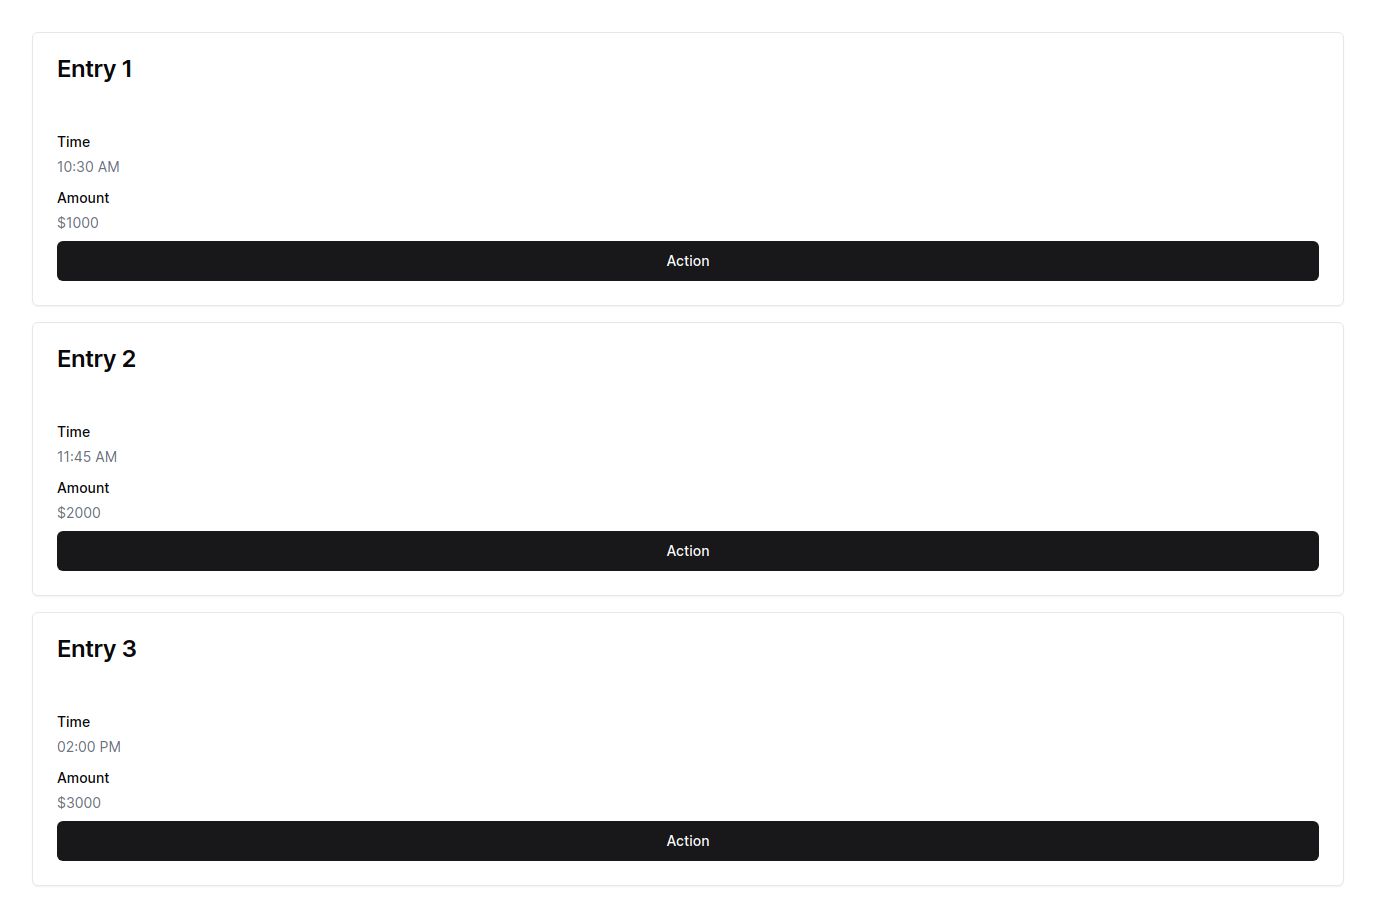 Entry 1
Time
10:30 AM
Amount
$1000
Action
Entry 2
Time
11:45 AM
Amount
$2000
Action
Entry 3
Time
02:00 PM
Amount
$3000
Action